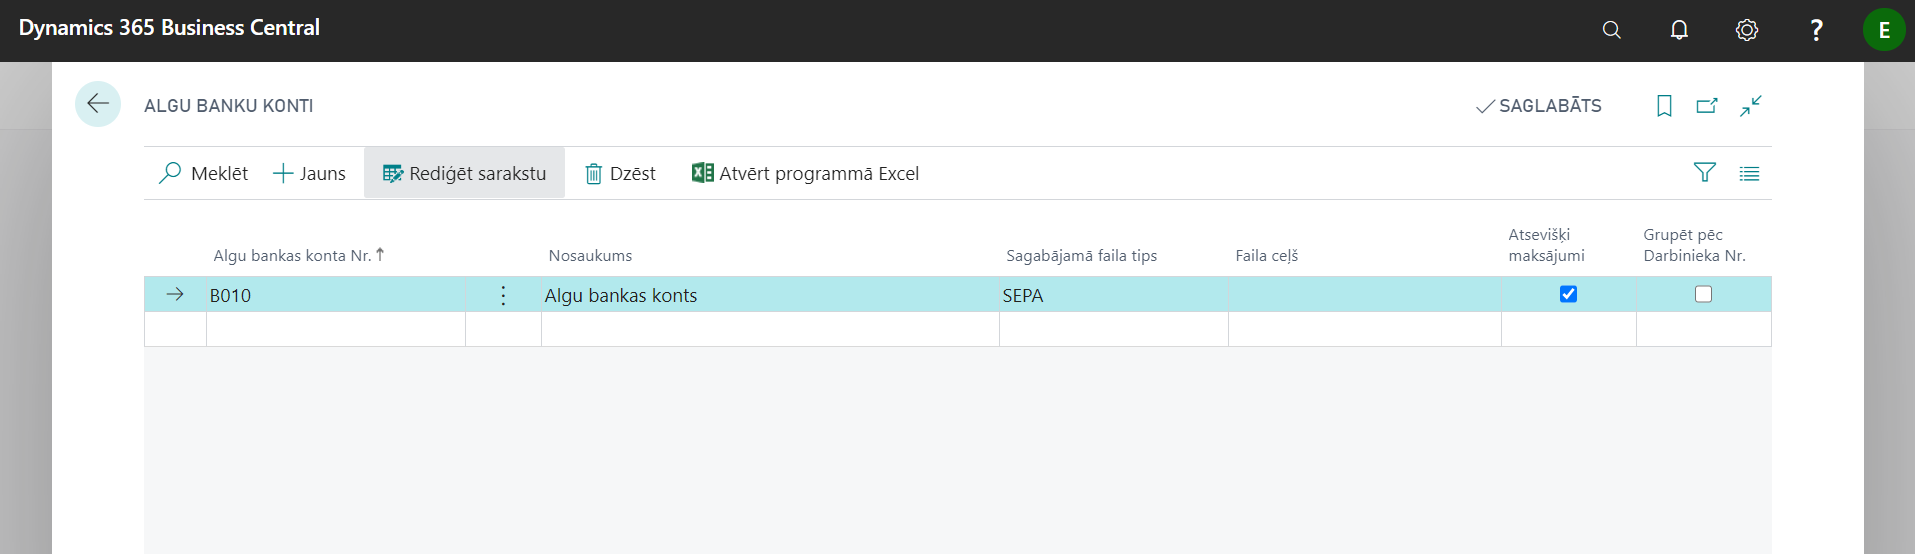 Dynamics 365 Business Central
?
E
ALGU BANKU KONTI
SAGLABĀTS
Meklēt
Jauns
Rediģēt sarakstu
Dzēst
Atvērt programmā Excel
Algu bankas konta Nr. ↑
Nosaukums
Sagabājamā faila tips
Faila ceļš
Atsevišķi
maksājumi
Grupēt pēc
Darbinieka Nr.
B010
Algu bankas konts
SEPA